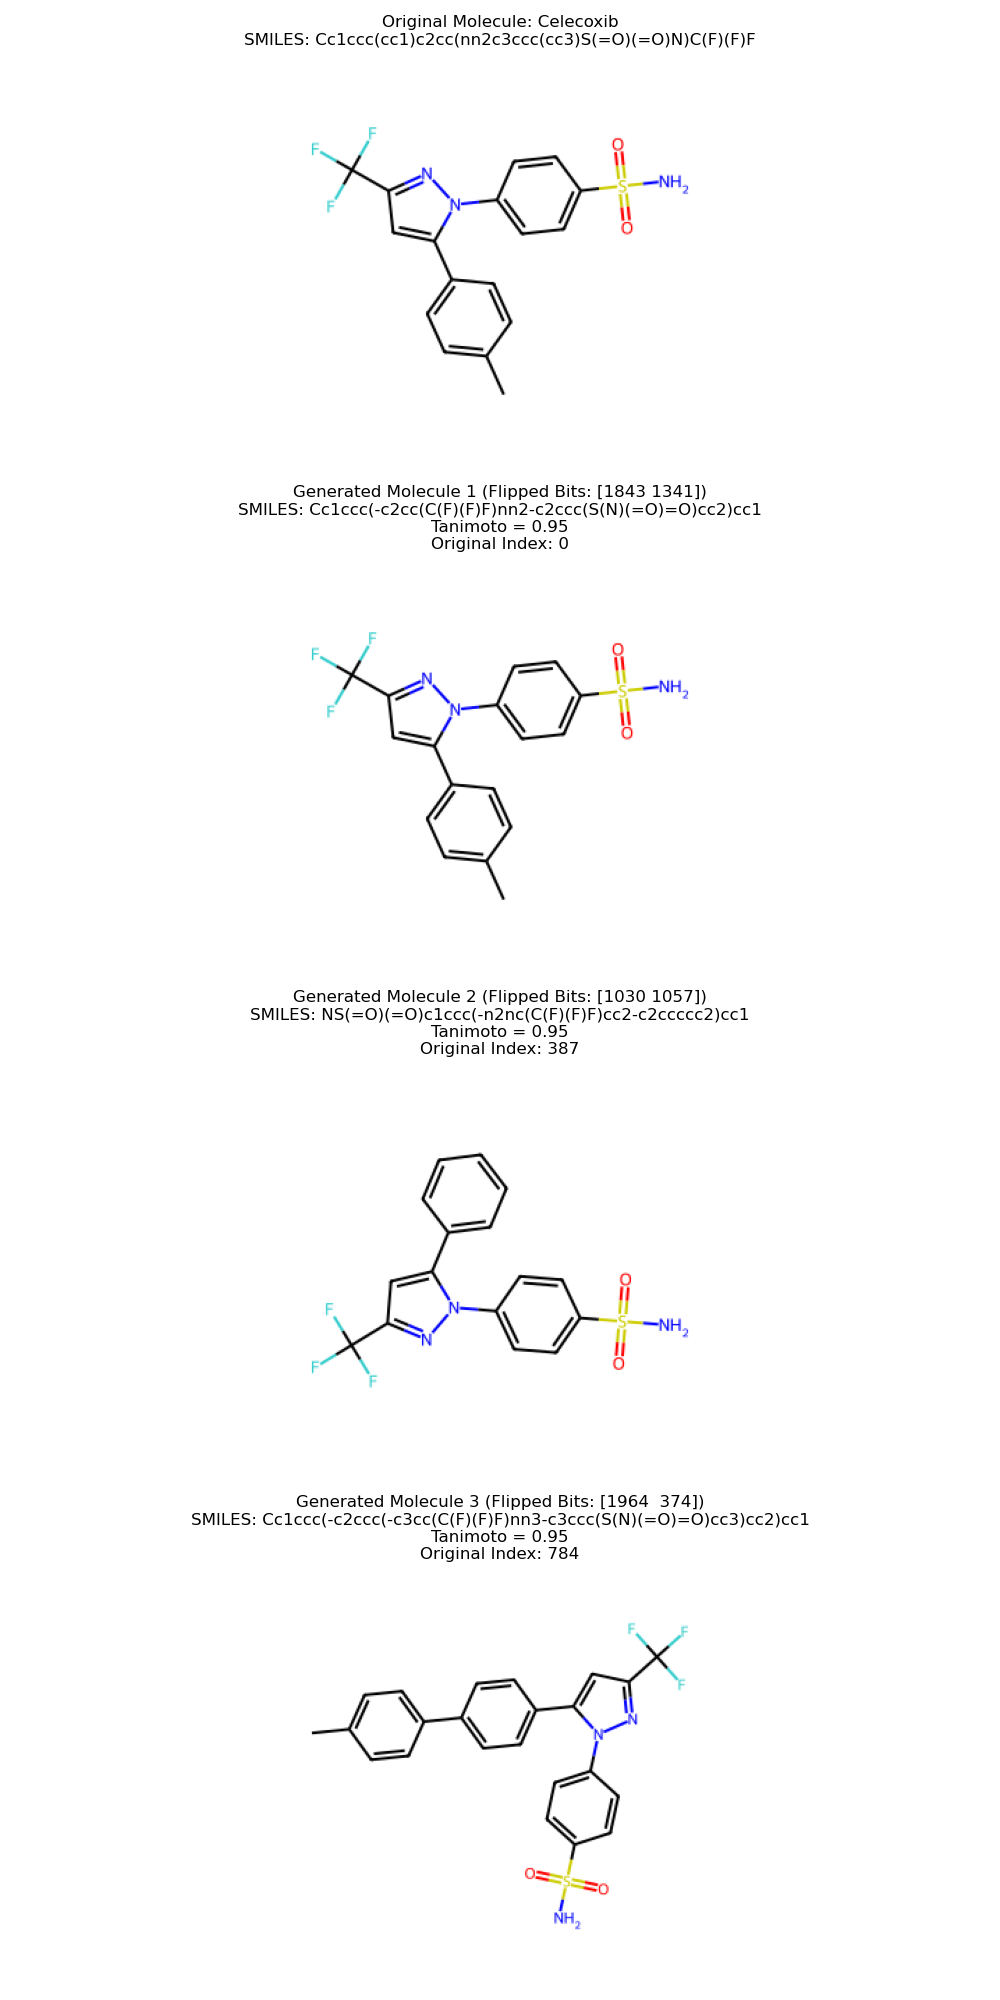 Original Molecule: Celecoxib
SMILES: Cc1ccc(cc1)c2cc(nn2c3ccc(cc3)S(=O)(=O)N)C(F)(F)F
F
F
F
N
N
O
S
NH2
O
Generated Molecule 1 (Flipped Bits: [1843 1341])
SMILES: Cc1ccc(-c2cc(C(F)(F)F)nn2-c2ccc(S(N)(=O)=O)cc2)cc1
Tanimoto = 0.95
Original Index: 0
F
F
F
N
N
O
S
NH2
O
Generated Molecule 2 (Flipped Bits: [1030 1057])
SMILES: NS(=O)(=O)c1ccc(-n2nc(C(F)(F)F)cc2-c2ccccc2)cc1
Tanimoto = 0.95
Original Index: 387
F
F
F
N
N
O
S
NH2
O
Generated Molecule 3 (Flipped Bits: [1964  374])
SMILES: Cc1ccc(-c2ccc(-c3cc(C(F)(F)F)nn3-c3ccc(S(N)(=O)=O)cc3)cc2)cc1
Tanimoto = 0.95
Original Index: 784
F
F
F
N
N
O
S
O
NH2